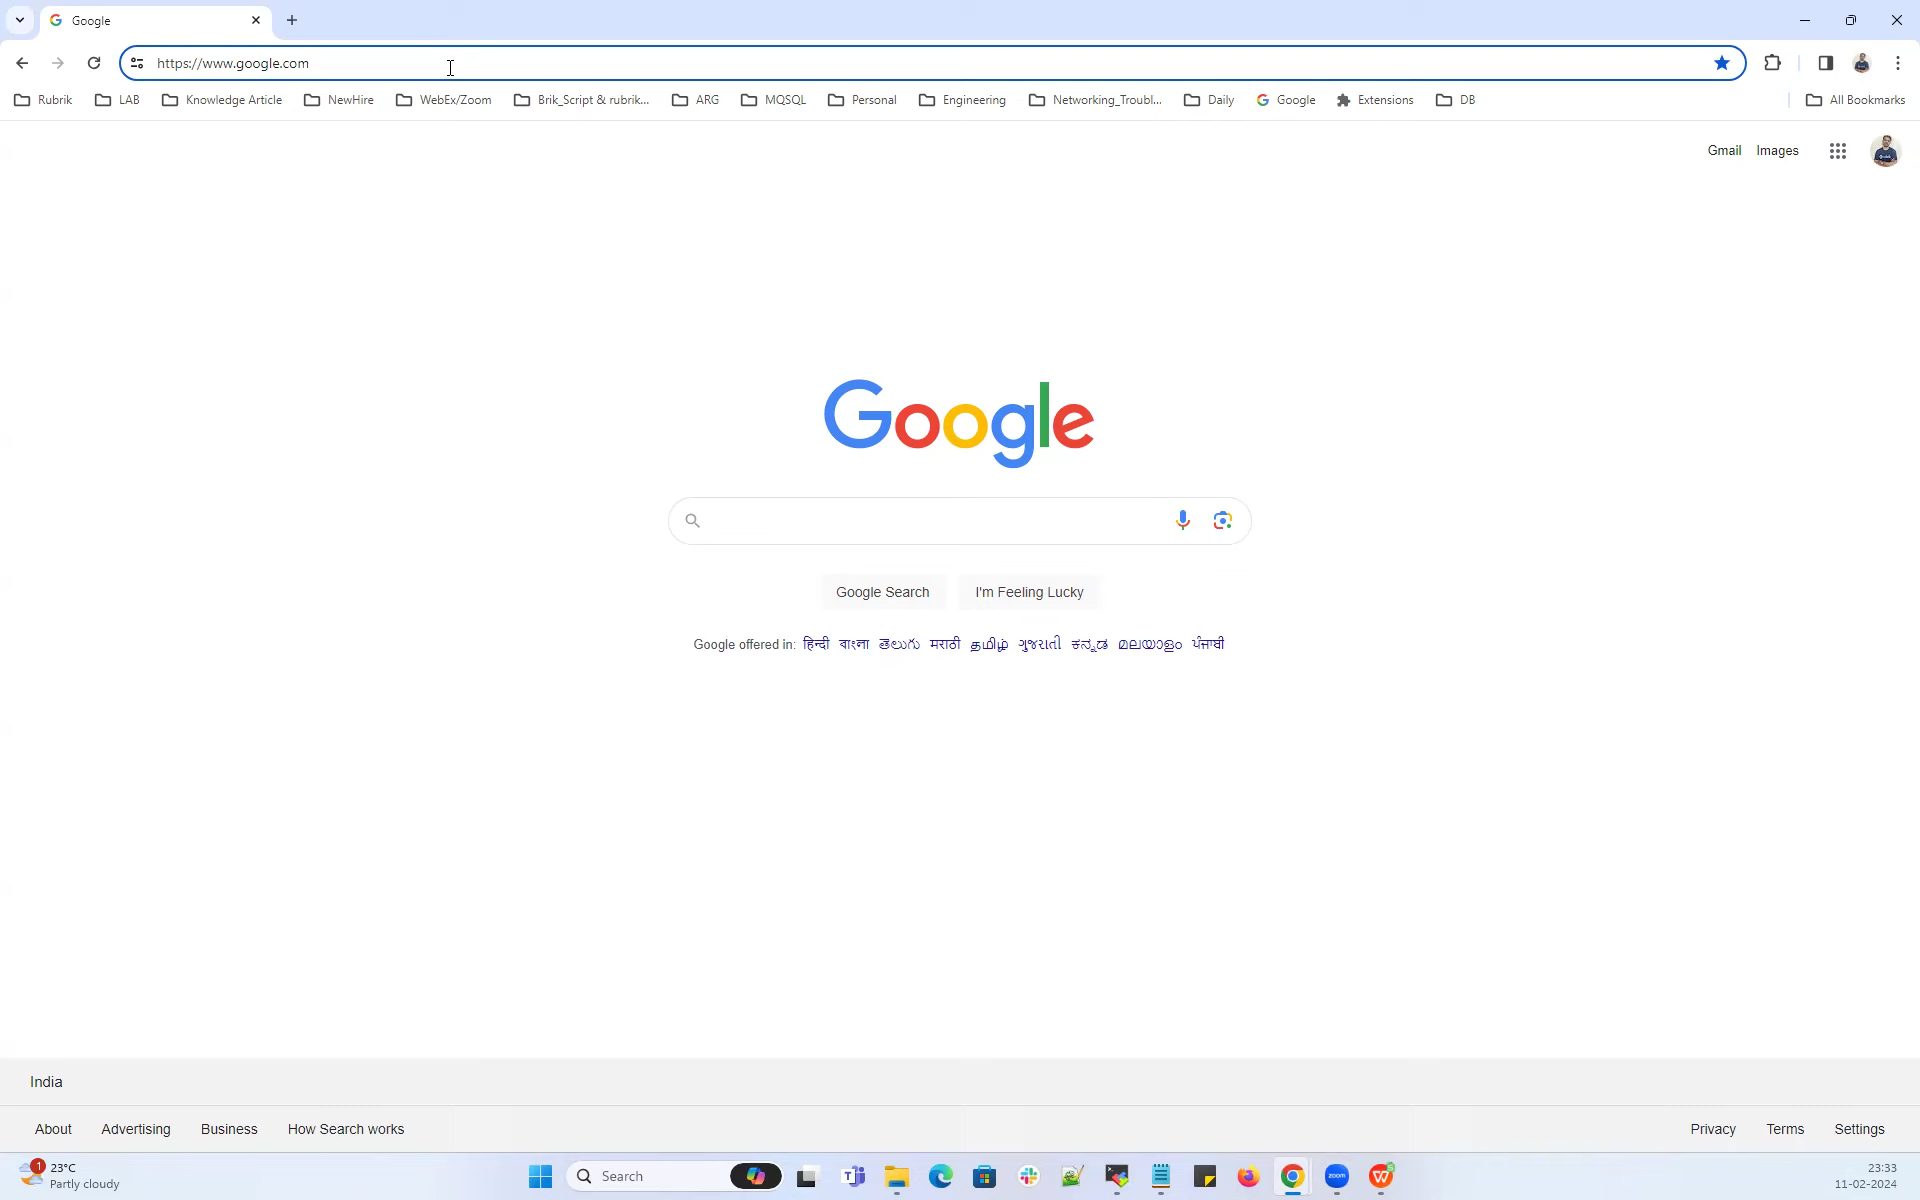 Google
https://www.google.com
Rubrik LAB Knowledge Article NewHire WebEx/Zoom Brik_Script & rubrik... ARG MQSQL Personal Engineering Networking_Troubl... Daily Google Extensions DB All Bookmarks
Gmail Images
Google
Google Search I'm Feeling Lucky
Google offered in: हिन्दी বাংলা తెలుగు मराठी தமிழ் ગુજરાતી ಕನ್ನಡ മലയാളം ਪੰਜਾਬੀ
India
About Advertising Business How Search works Privacy Terms Settings
1 23°C
Partly cloudy
Search
zoom
23:33
11-02-2024